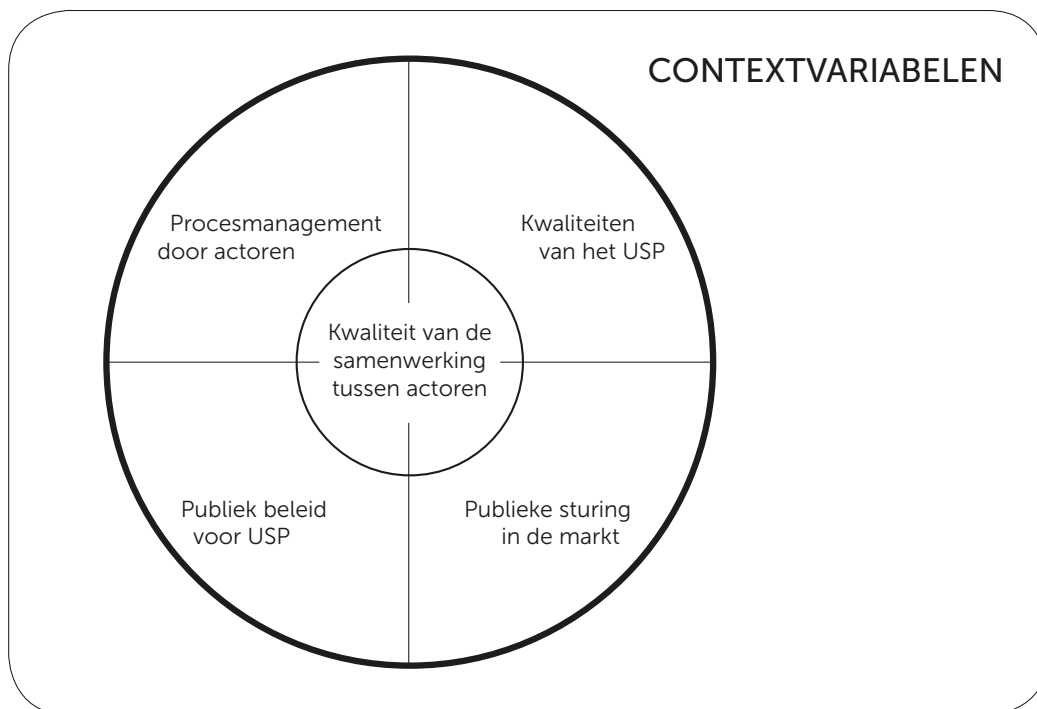 CONTEXTVARIABELEN
Procesmanagement
door actoren
Kwaliteiten
van het USP
Kwaliteit van de
samenwerking
tussen actoren
Publiek beleid
voor USP
Publieke sturing
in de markt